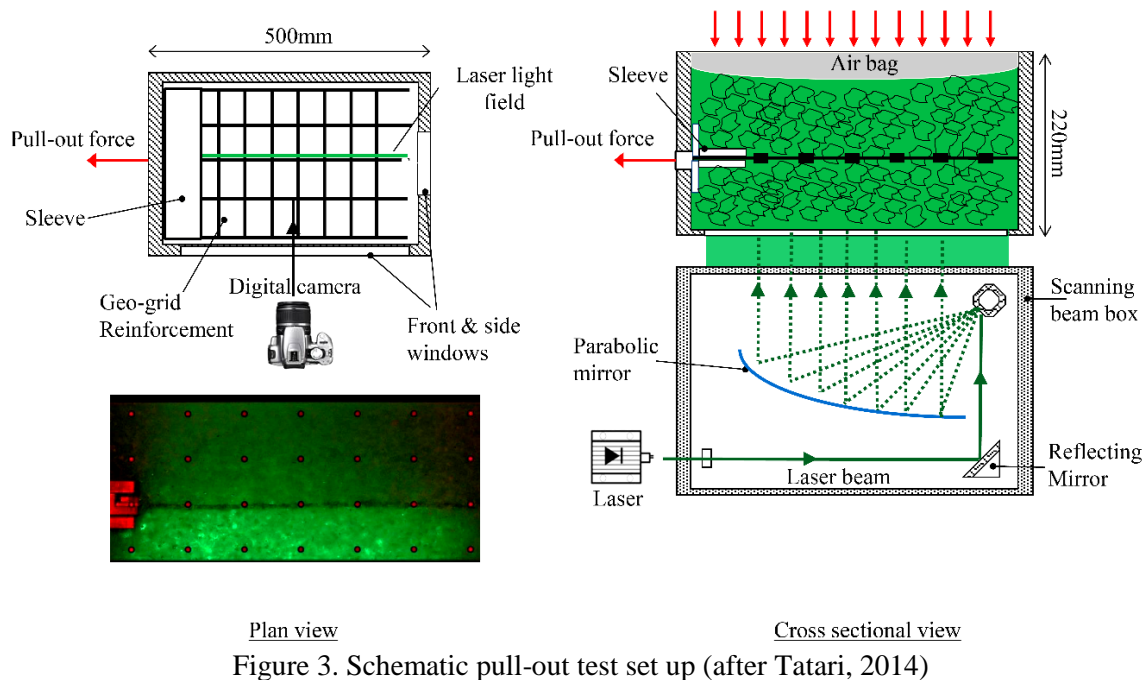 500mm
Laser light
field
Pull-out force
Sleeve
Geo-grid
Reinforcement
Digital camera
Front & side
windows
Air bag
Sleeve
Pull-out force
220mm
Scanning
beam box
Parabolic
mirror
Laser
Laser beam
Reflecting
Mirror
Plan view
Cross sectional view
Figure 3. Schematic pull-out test set up (after Tatari, 2014)